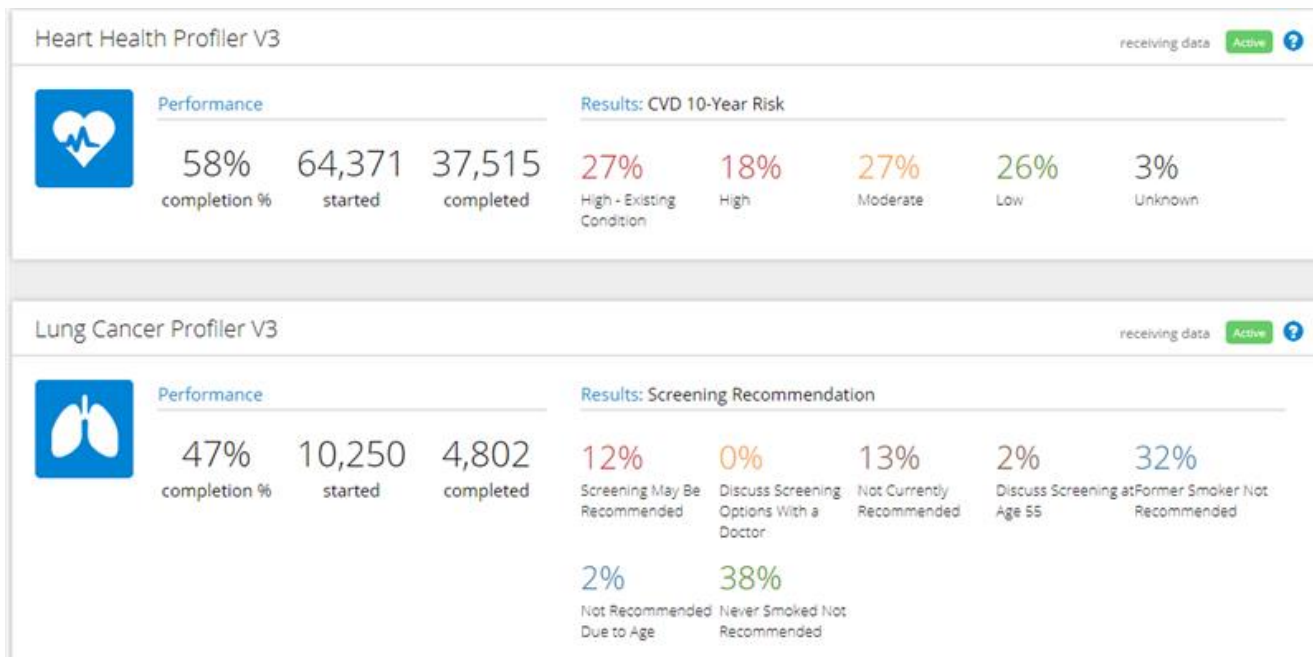 Heart Health Profiler V3
receiving data Active ?
Performance
58% 64,371 37,515
completion % started completed
Results: CVD 10-Year Risk
27% 18% 27% 26% 3%
High - Existing High Moderate Low Unknown
Condition
Lung Cancer Profiler V3
receiving data Active ?
Performance
47% 10,250 4,802
completion % started completed
Results: Screening Recommendation
12% 0% 13% 2% 32%
Screening May Be Discuss Screening Not Currently Discuss Screening at Former Smoker Not
Recommended Options With a Recommended Age 55 Recommended
Doctor
2% 38%
Not Recommended Never Smoked Not
Due to Age Recommended